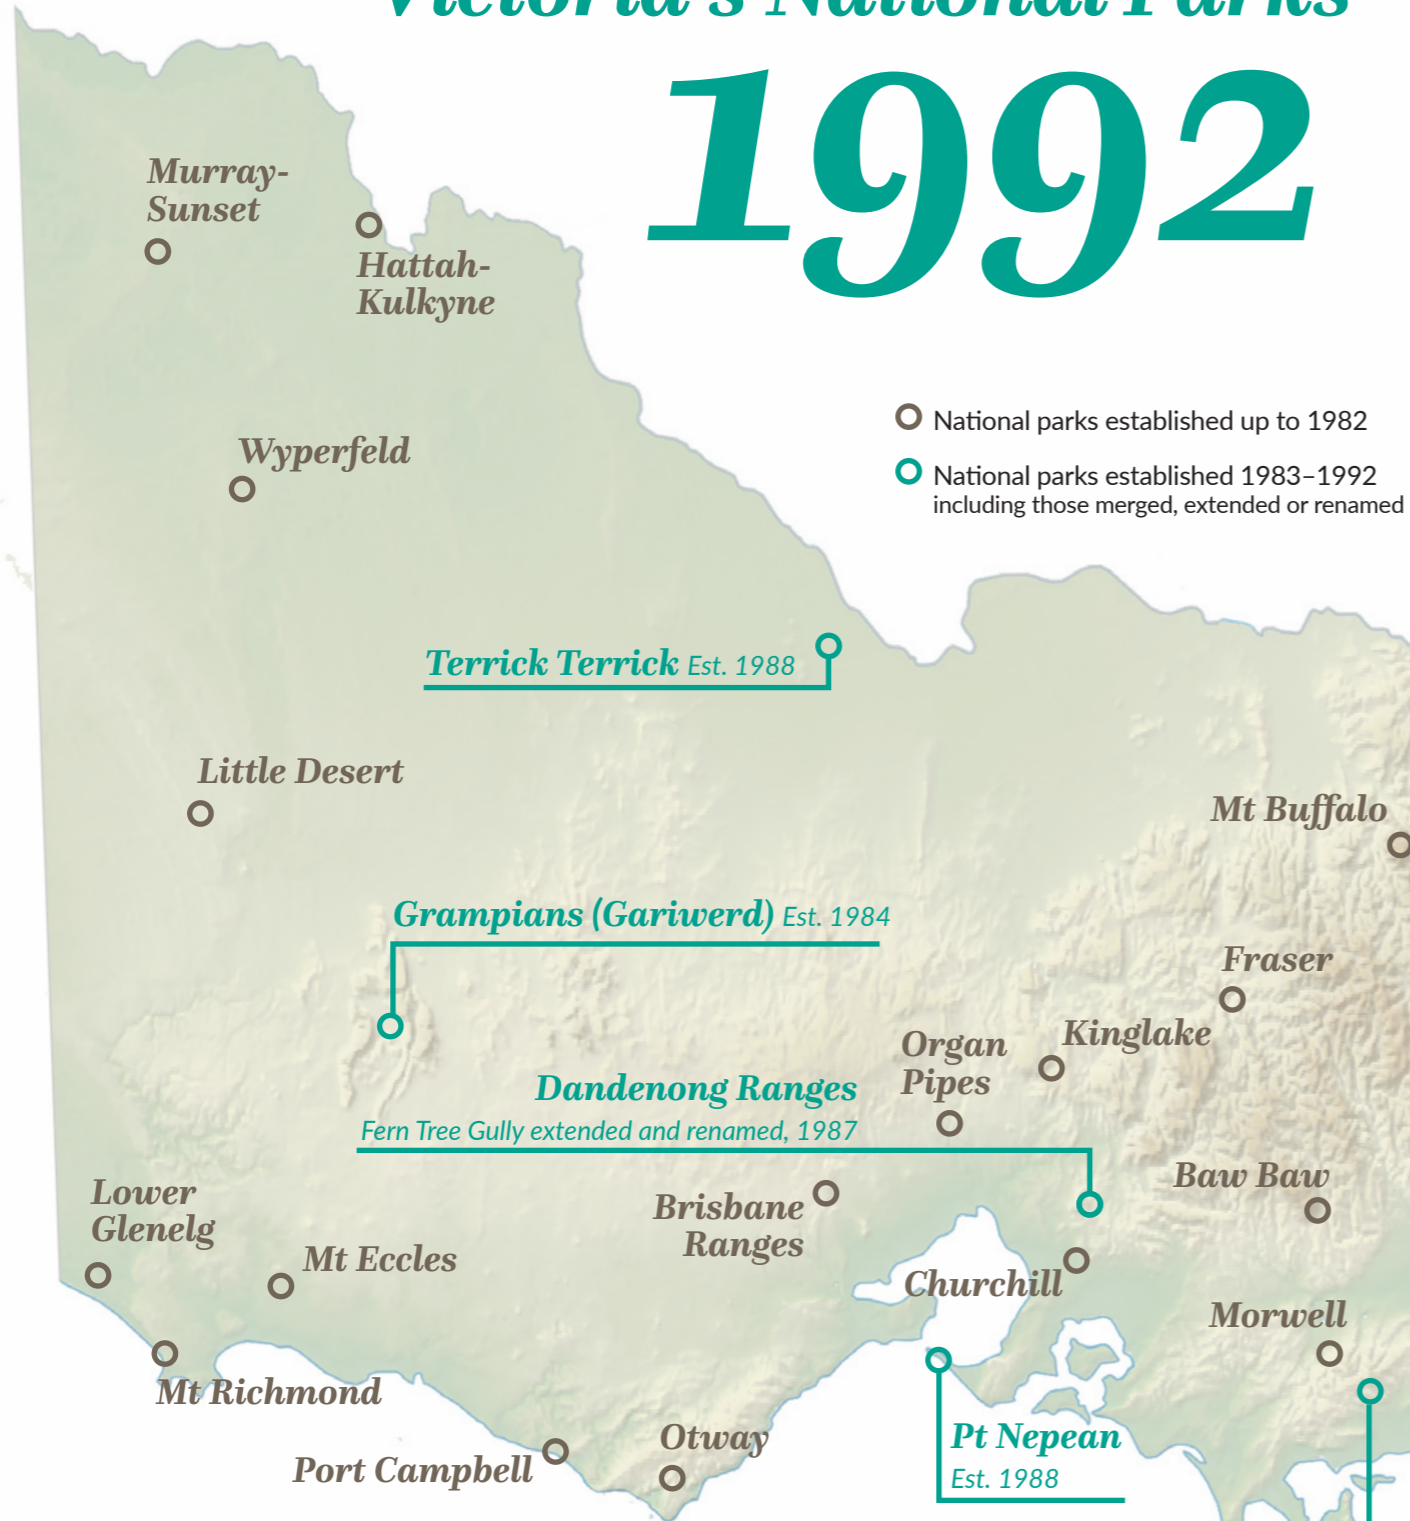 Victoria's National Parks
1992
Murray-
Sunset
Hattah-
Kulkyne
National parks established up to 1982
National parks established 1983–1992
including those merged, extended or renamed
Wyperfeld
Terrick Terrick Est. 1988
Little Desert
Mt Buffalo
Grampians (Gariwerd) Est. 1984
Fraser
Kinglake
Organ
Pipes
Dandenong Ranges
Fern Tree Gully extended and renamed, 1987
Baw Baw
Lower
Glenelg
Brisbane
Ranges
Mt Eccles
Churchill
Morwell
Mt Richmond
Port Campbell
Otway
Pt Nepean
Est. 1988